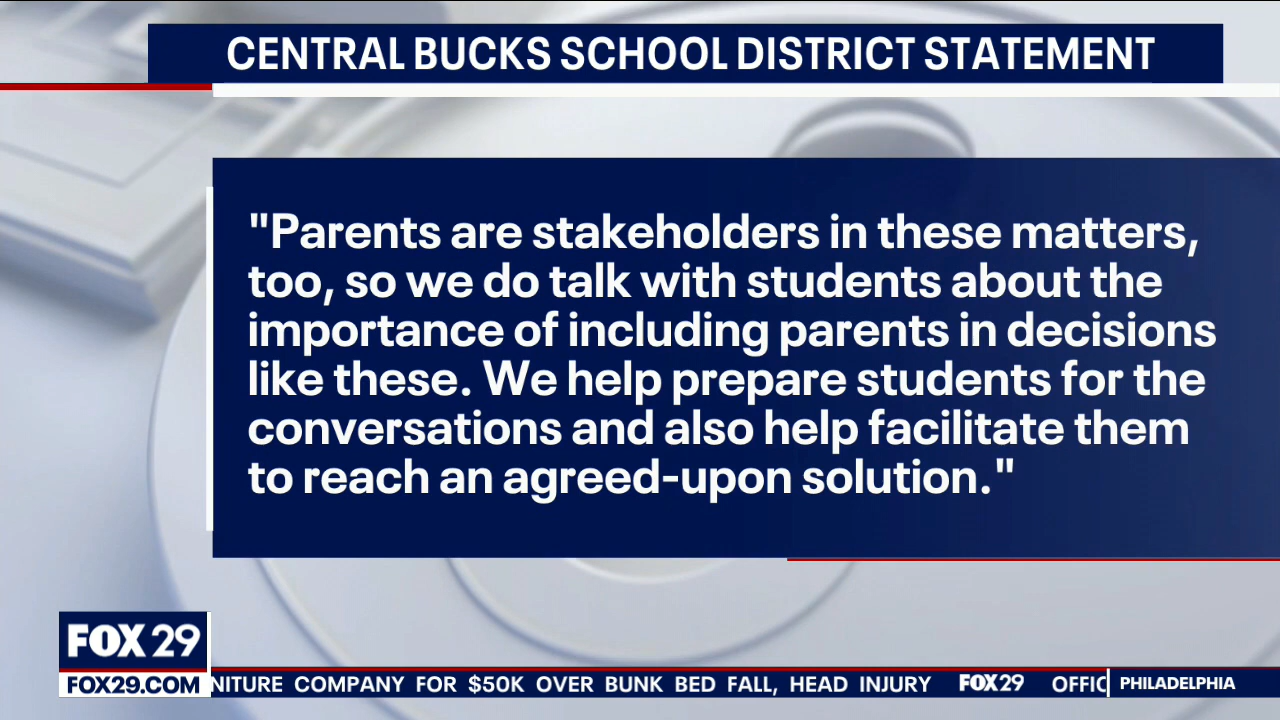 CENTRAL BUCKS SCHOOL DISTRICT STATEMENT
"Parents are stakeholders in these matters,
too, so we do talk with students about the
importance of including parents in decisions
like these. We help prepare students for the
conversations and also help facilitate them
to reach an agreed-upon solution."
FOX 29
FOX29.COM
NITURE COMPANY FOR $50K OVER BUNK BED FALL, HEAD INJURY FOX29 OFFIC PHILADELPHIA